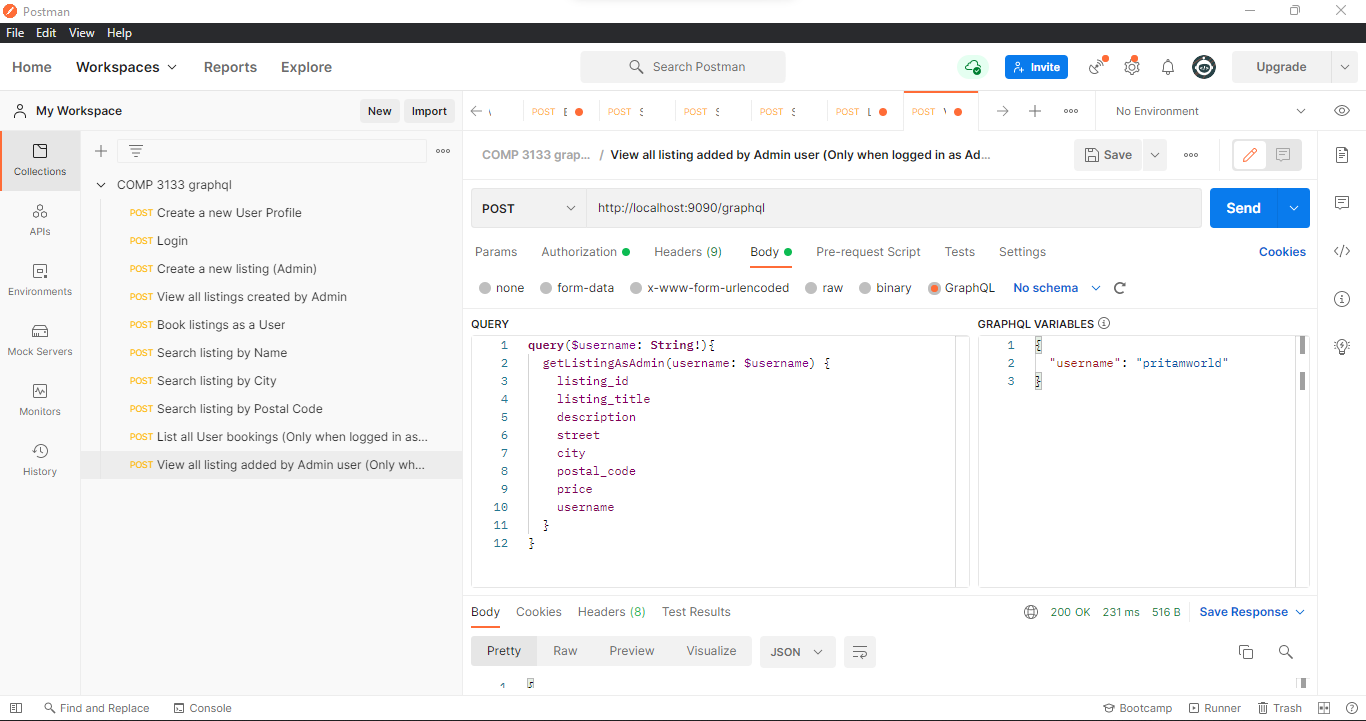 Postman
File Edit View Help
Home Workspaces Reports Explore Search Postman Invite Upgrade
My Workspace New Import
POST POST POST POST POST POST No Environment
Collections
APIs
Environments
Mock Servers
Monitors
History
COMP 3133 graphql
POST Create a new User Profile
POST Login
POST Create a new listing (Admin)
POST View all listings created by Admin
POST Book listings as a User
POST Search listing by Name
POST Search listing by City
POST Search listing by Postal Code
POST List all User bookings (Only when logged in as...
POST View all listing added by Admin user (Only wh...
COMP 3133 grap... / View all listing added by Admin user (Only when logged in as Ad... Save
POST http://localhost:9090/graphql Send
Params Authorization Headers (9) Body Pre-request Script Tests Settings Cookies
none form-data x-www-form-urlencoded raw binary GraphQL No schema
QUERY
1 query($username: String!){
2 getListingAsAdmin(username: $username) {
3 listing_id
4 listing_title
5 description
6 street
7 city
8 postal_code
9 price
10 username
11 }
12 }
GRAPHQL VARIABLES
1 {
2 "username": "pritamworld"
3 }
Body Cookies Headers (8) Test Results 200 OK 231 ms 516 B Save Response
Pretty Raw Preview Visualize JSON
1 {
Find and Replace Console Bootcamp Runner Trash